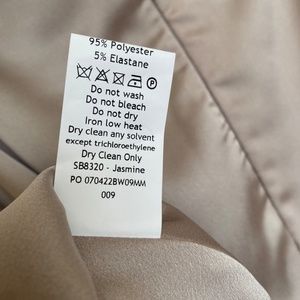 95% Polyester
5% Elastane
P
Do not wash
Do not bleach
Do not dry
Iron low heat
Dry clean any solvent
except trichloroethylene
Dry Clean Only
SB8320 - Jasmine
PO 070422BW09MM
009